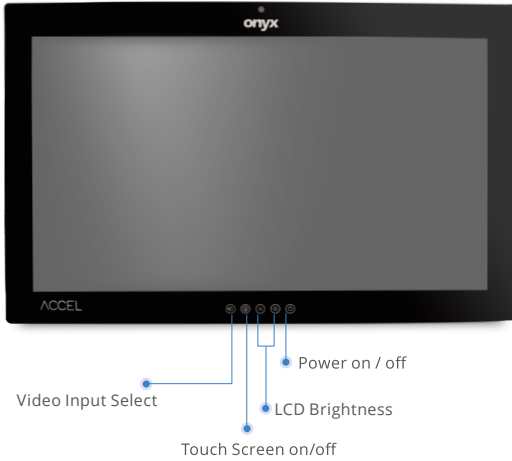 onyx
ACCEL
Power on / off
Video Input Select
LCD Brightness
Touch Screen on/off